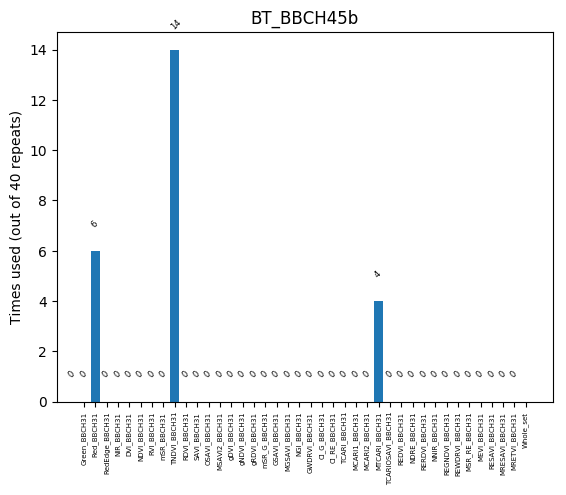 BT_BBCH45b
Times used (out of 40 repeats)
14
12
10
8
6
4
2
0
0 0 6 0 0 0 0 0 0 14 0 0 0 0 0 0 0 0 0 0 0 0 0 0 0 0 0 4 0 0 0 0 0 0 0 0 0 0 0 0
Green_BBCH31
Red_BBCH31
RedEdge_BBCH31
NIR_BBCH31
DVI_BBCH31
NDVI_BBCH31
RVI_BBCH31
mSR_BBCH31
TNDVI_BBCH31
RDVI_BBCH31
SAVI_BBCH31
OSAVI_BBCH31
MSAVI2_BBCH31
gDVI_BBCH31
gNDVI_BBCH31
gRDVI_BBCH31
mSR_G_BBCH31
GSAVI_BBCH31
MGSAVI_BBCH31
NGI_BBCH31
GWDRVI_BBCH31
CI_G_BBCH31
CI_RE_BBCH31
TCARI_BBCH31
MCARI1_BBCH31
MCARI2_BBCH31
MTCARI_BBCH31
TCARIOSAVI_BBCH31
REDVI_BBCH31
NDRE_BBCH31
RERDVI_BBCH31
NNIR_BBCH31
REGNDVI_BBCH31
REWDRVI_BBCH31
MSR_RE_BBCH31
MEVI_BBCH31
RESAVI_BBCH31
MRESAVI_BBCH31
MRETVI_BBCH31
Whole_set